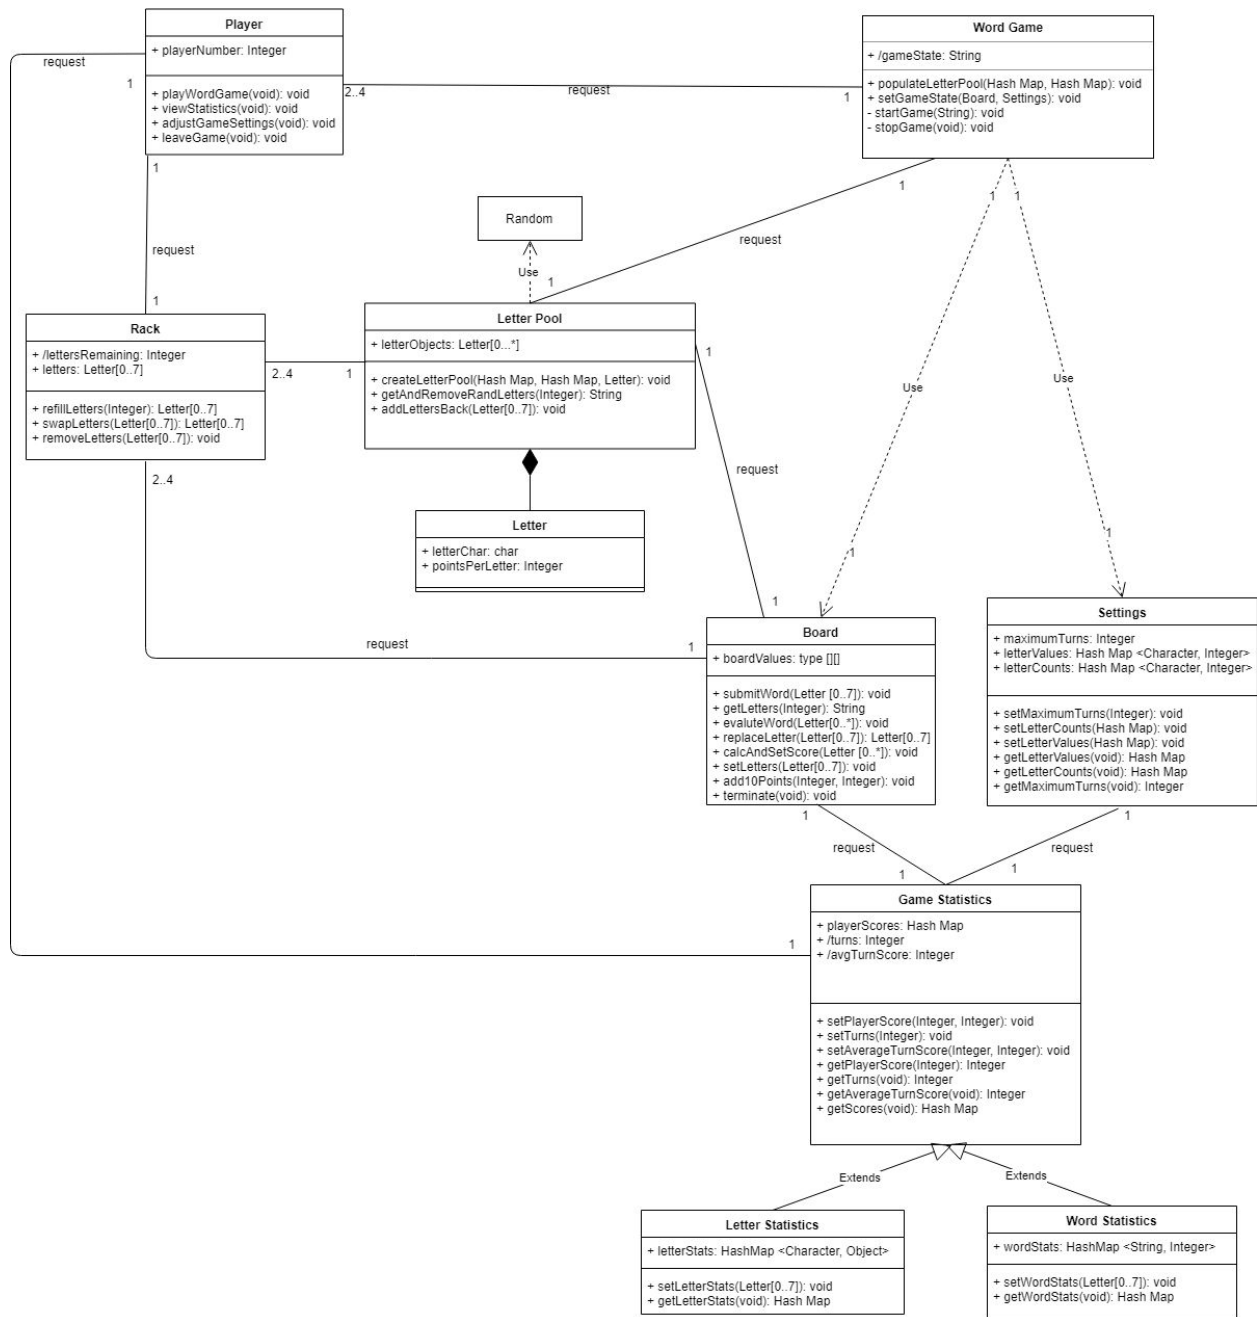 Player
+ playerNumber: Integer
+ playWordGame(void): void
+ viewStatistics(void): void
+ adjustGameSettings(void): void
+ leaveGame(void): void
request
1
2..4
request
1
Word Game
+ /gameState: String
+ populateLetterPool(Hash Map, Hash Map): void
+ setGameState(Board, Settings): void
- startGame(String): void
- stopGame(void): void
1
request
1
Random
Use
1
request
1
1
1
Rack
+ /lettersRemaining: Integer
+ letters: Letter[0..7]
+ refillLetters(Integer): Letter[0..7]
+ swapLetters(Letter[0..7]): Letter[0..7]
+ removeLetters(Letter[0..7]): void
2..4
1
Letter Pool
+ letterObjects: Letter[0...*]
+ createLetterPool(Hash Map, Hash Map, Letter): void
+ getAndRemoveRandLetters(Integer): String
+ addLettersBack(Letter[0..7]): void
1
request
1
Use
1
Use
1
2..4
request
1
Letter
+ letterChar: char
+ pointsPerLetter: Integer
Board
+ boardValues: type [][]
+ submitWord(Letter [0..7]): void
+ getLetters(Integer): String
+ evaluteWord(Letter[0..*]): void
+ replaceLetter(Letter[0..7]): Letter[0..7]
+ calcAndSetScore(Letter [0..*]): void
+ setLetters(Letter[0..7]): void
+ add10Points(Integer, Integer): void
+ terminate(void): void
Settings
+ maximumTurns: Integer
+ letterValues: Hash Map <Character, Integer>
+ letterCounts: Hash Map <Character, Integer>
+ setMaximumTurns(Integer): void
+ setLetterCounts(Hash Map): void
+ setLetterValues(Hash Map): void
+ getLetterValues(void): Hash Map
+ getLetterCounts(void): Hash Map
+ getMaximumTurns(void): Integer
1
request
1
1
request
1
1
Game Statistics
+ playerScores: Hash Map
+ /turns: Integer
+ /avgTurnScore: Integer
+ setPlayerScore(Integer, Integer): void
+ setTurns(Integer): void
+ setAverageTurnScore(Integer, Integer): void
+ getPlayerScore(Integer): Integer
+ getTurns(void): Integer
+ getAverageTurnScore(void): Integer
+ getScores(void): Hash Map
Extends
Extends
Letter Statistics
+ letterStats: HashMap <Character, Object>
+ setLetterStats(Letter[0..7]): void
+ getLetterStats(void): Hash Map
Word Statistics
+ wordStats: HashMap <String, Integer>
+ setWordStats(Letter[0..7]): void
+ getWordStats(void): Hash Map